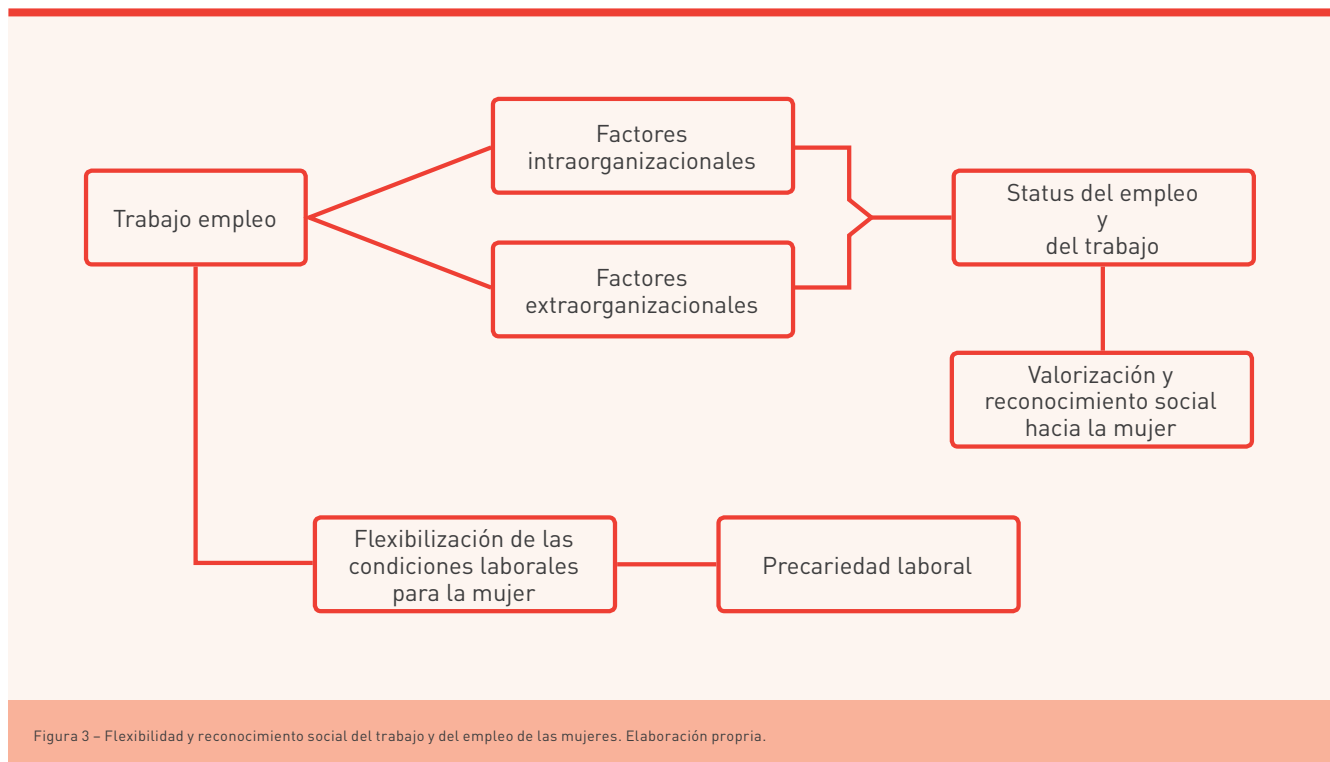 Factores
intraorganizacionales
Trabajo empleo
Status del empleo
y
del trabajo
Factores
extraorganizacionales
Valorización y
reconocimiento social
hacia la mujer
Flexibilización de las
condiciones laborales
para la mujer
Precariedad laboral
Figura 3 – Flexibilidad y reconocimiento social del trabajo y del empleo de las mujeres. Elaboración propria.